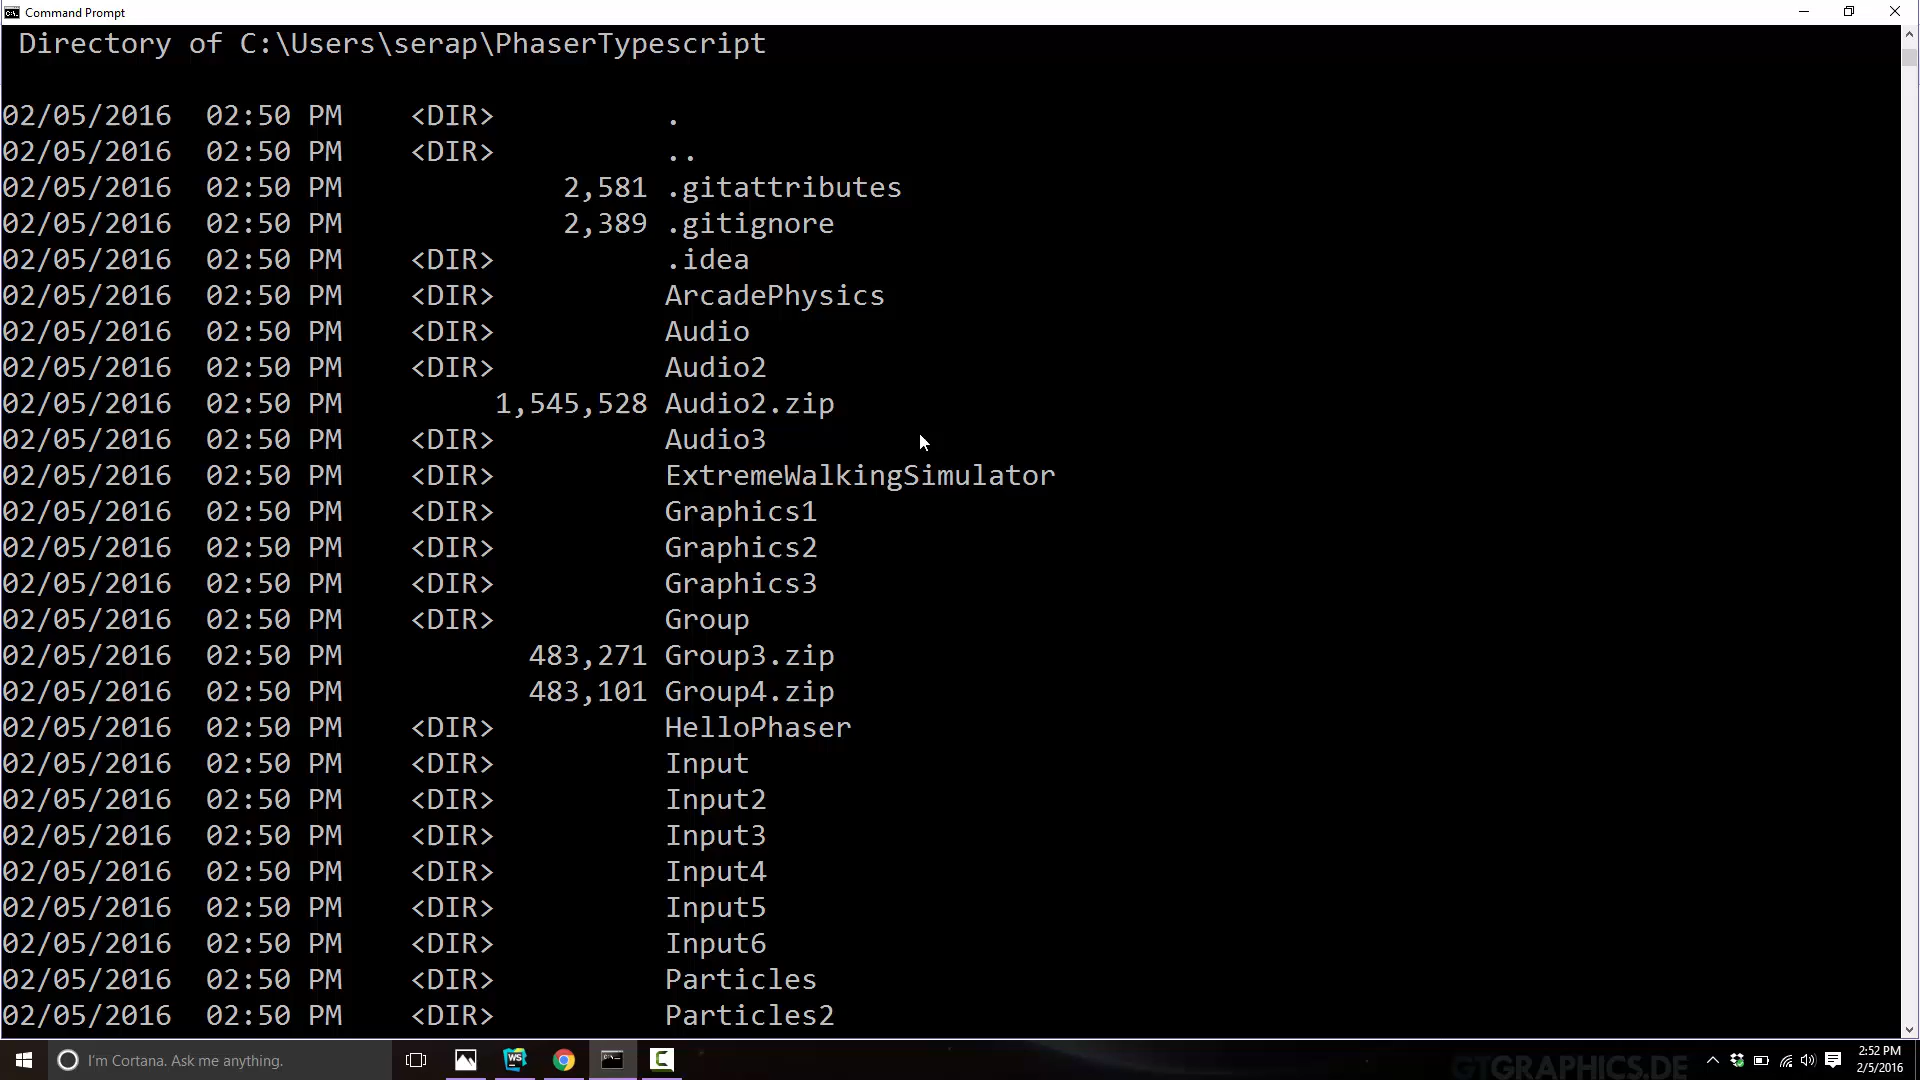 Command Prompt
Directory of C:\Users\serap\PhaserTypescript
02/05/2016 02:50 PM <DIR> .
02/05/2016 02:50 PM <DIR> ..
02/05/2016 02:50 PM 2,581 .gitattributes
02/05/2016 02:50 PM 2,389 .gitignore
02/05/2016 02:50 PM <DIR> .idea
02/05/2016 02:50 PM <DIR> ArcadePhysics
02/05/2016 02:50 PM <DIR> Audio
02/05/2016 02:50 PM <DIR> Audio2
02/05/2016 02:50 PM 1,545,528 Audio2.zip
02/05/2016 02:50 PM <DIR> Audio3
02/05/2016 02:50 PM <DIR> ExtremeWalkingSimulator
02/05/2016 02:50 PM <DIR> Graphics1
02/05/2016 02:50 PM <DIR> Graphics2
02/05/2016 02:50 PM <DIR> Graphics3
02/05/2016 02:50 PM <DIR> Group
02/05/2016 02:50 PM 483,271 Group3.zip
02/05/2016 02:50 PM 483,101 Group4.zip
02/05/2016 02:50 PM <DIR> HelloPhaser
02/05/2016 02:50 PM <DIR> Input
02/05/2016 02:50 PM <DIR> Input2
02/05/2016 02:50 PM <DIR> Input3
02/05/2016 02:50 PM <DIR> Input4
02/05/2016 02:50 PM <DIR> Input5
02/05/2016 02:50 PM <DIR> Input6
02/05/2016 02:50 PM <DIR> Particles
02/05/2016 02:50 PM <DIR> Particles2
I'm Cortana. Ask me anything.
WS
GTGRAPHICS.DE
2:52 PM
2/5/2016